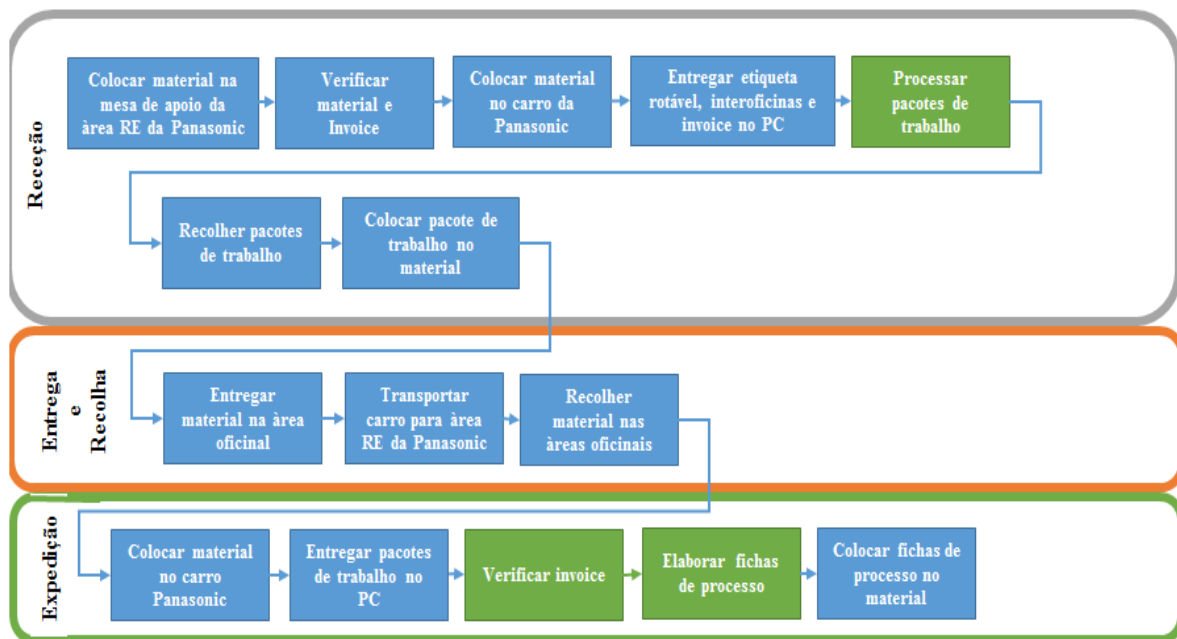 Receção
Colocar material na
mesa de apoio da
àrea RE da Panasonic
Verificar
material e
Invoice
Colocar material
no carro da
Panasonic
Entregar etiqueta
rotável, interoficinas e
invoice no PC
Processar
pacotes de
trabalho
Recolher pacotes
de trabalho
Colocar pacote de
trabalho no
material
Entrega
e
Recolha
Entregar
material na àrea
oficinal
Transportar
carro para àrea
RE da Panasonic
Recolher
material nas
àreas oficinais
Expedição
Colocar material
no carro
Panasonic
Entregar pacotes
de trabalho no
PC
Verificar invoice
Elaborar fichas
de processo
Colocar fichas de
processo no
material